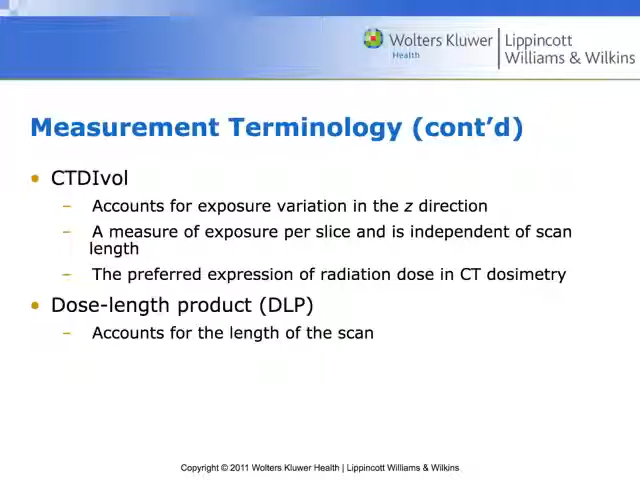 Wolters Kluwer
Health
Lippincott
Williams & Wilkins
Measurement Terminology (cont’d)
• CTDIvol
– Accounts for exposure variation in the z direction
– A measure of exposure per slice and is independent of scan
length
– The preferred expression of radiation dose in CT dosimetry
• Dose-length product (DLP)
– Accounts for the length of the scan
Copyright © 2011 Wolters Kluwer Health | Lippincott Williams & Wilkins